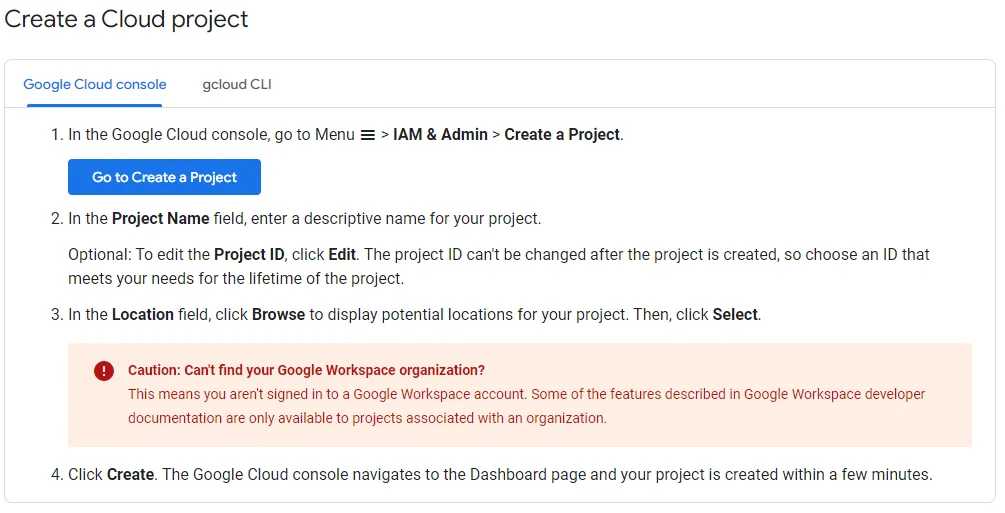 Create a Cloud project
Google Cloud console
gcloud CLI
1. In the Google Cloud console, go to Menu > IAM & Admin > Create a Project.
Go to Create a Project
2. In the Project Name field, enter a descriptive name for your project.
Optional: To edit the Project ID, click Edit. The project ID can't be changed after the project is created, so choose an ID that
meets your needs for the lifetime of the project.
3. In the Location field, click Browse to display potential locations for your project. Then, click Select.
Caution: Can't find your Google Workspace organization?
This means you aren't signed in to a Google Workspace account. Some of the features described in Google Workspace developer
documentation are only available to projects associated with an organization.
4. Click Create. The Google Cloud console navigates to the Dashboard page and your project is created within a few minutes.